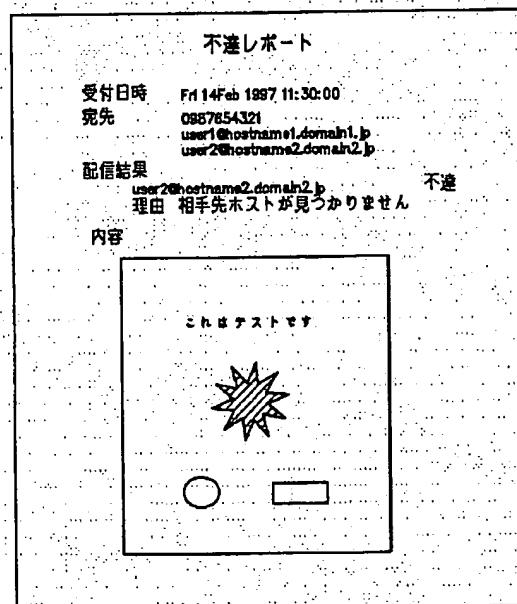 不達レポート
受付日時 Fri 14Feb 1997 11:30:00
宛先 0987654321
user1@hostname1.domain1.jp
user2@hostname2.domain2.jp
配信結果
user2@hostname2.domain2.jp 不達
理由 相手先ホストが見つかりません
内容
これはテストです